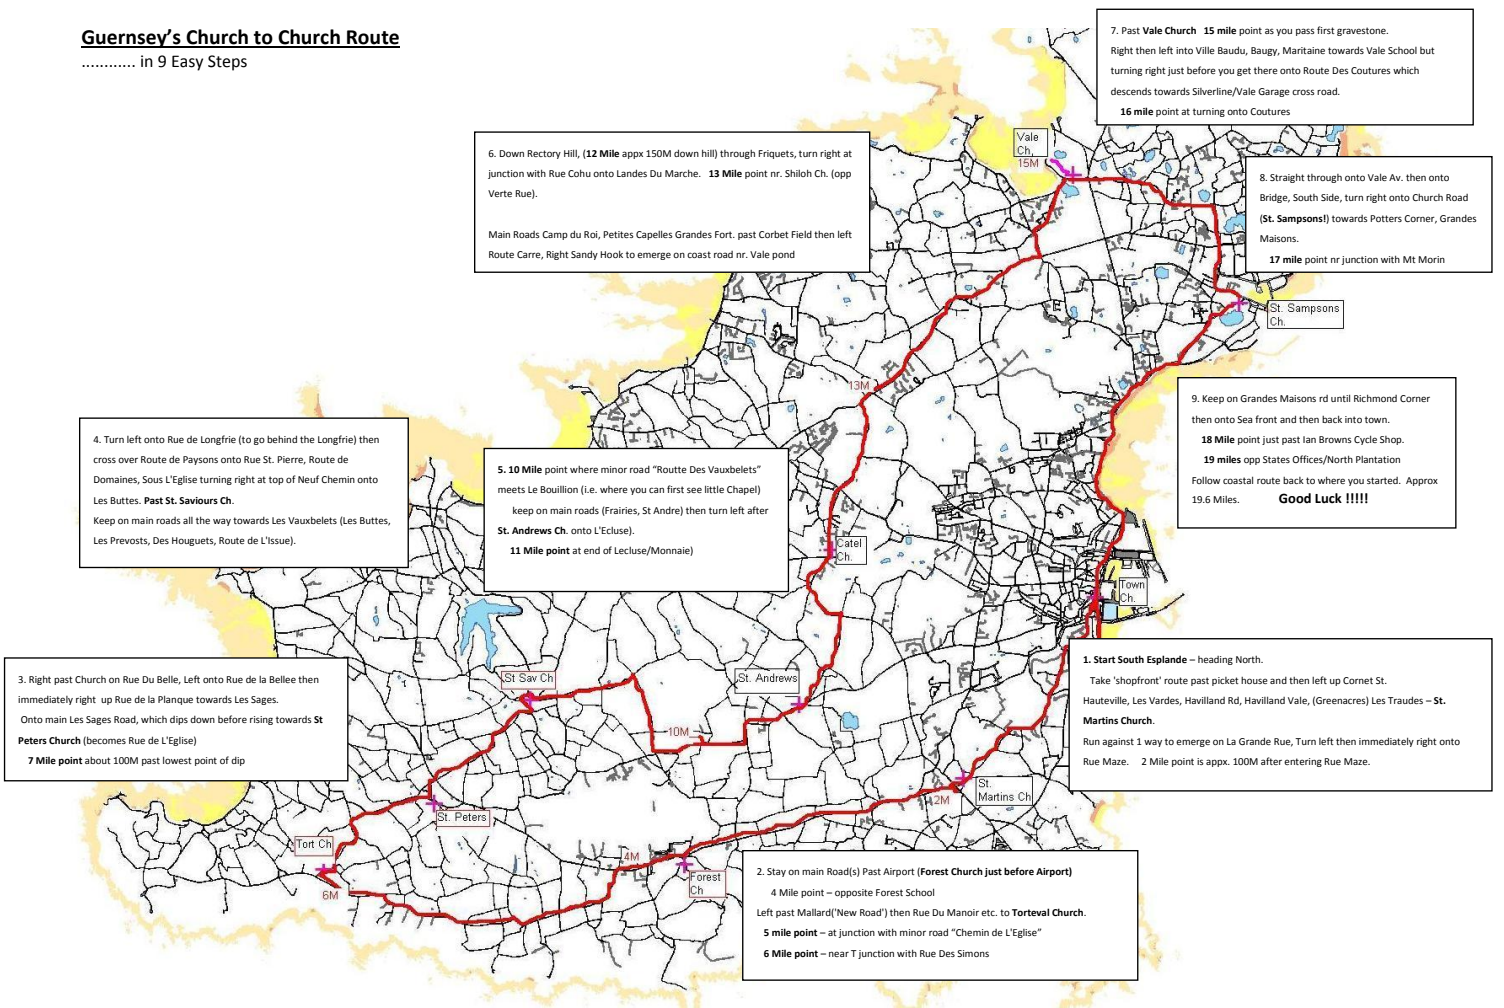 Guernsey's Church to Church Route
............ in 9 Easy Steps
7. Past Vale Church 15 mile point as you pass first gravestone.
Right then left into Ville Baudu, Baugy, Maritaine towards Vale School but
turning right just before you get there onto Route Des Coutures which
descends towards Silverline/Vale Garage cross road.
16 mile point at turning onto Coutures
6. Down Rectory Hill, (12 Mile appx 150M down hill) through Friquets, turn right at
junction with Rue Cohu onto Landes Du Marche. 13 Mile point nr. Shiloh Ch. (opp
Verte Rue).
Main Roads Camp du Roi, Petites Capelles Grandes Fort. past Corbet Field then left
Route Carre, Right Sandy Hook to emerge on coast road nr. Vale pond
Vale
Ch,
15M
8. Straight through onto Vale Av. then onto
Bridge, South Side, turn right onto Church Road
(St. Sampsons!) towards Potters Corner, Grandes
Maisons.
17 mile point nr junction with Mt Morin
St. Sampsons
Ch.
13M
9. Keep on Grandes Maisons rd until Richmond Corner
then onto Sea front and then back into town.
18 Mile point just past Ian Browns Cycle Shop.
19 miles opp States Offices/North Plantation
Follow coastal route back to where you started. Approx
19.6 Miles. Good Luck !!!!!
4. Turn left onto Rue de Longfrie (to go behind the Longfrie) then
cross over Route de Paysons onto Rue St. Pierre, Route de
Domaines, Sous L'Eglise turning right at top of Neuf Chemin onto
Les Buttes. Past St. Saviours Ch.
Keep on main roads all the way towards Les Vauxbelets (Les Buttes,
Les Prevosts, Des Houguets, Route de L'Issue).
5. 10 Mile point where minor road "Routte Des Vauxbelets"
meets Le Bouillion (i.e. where you can first see little Chapel)
keep on main roads (Frairies, St Andre) then turn left after
St. Andrews Ch. onto L'Ecluse).
11 Mile point at end of Lecluse/Monnaie)
Catel
Ch.
Town
Ch.
3. Right past Church on Rue Du Belle, Left onto Rue de la Bellee then
immediately right up Rue de la Planque towards Les Sages.
Onto main Les Sages Road, which dips down before rising towards St
Peters Church (becomes Rue de L'Eglise)
7 Mile point about 100M past lowest point of dip
St Sav Ch
St. Andrews
10M
1. Start South Esplande – heading North.
Take 'shopfront' route past picket house and then left up Cornet St.
Hauteville, Les Vardes, Havilland Rd, Havilland Vale, (Greenacres) Les Traudes – St.
Martins Church.
Run against 1 way to emerge on La Grande Rue, Turn left then immediately right onto
Rue Maze. 2 Mile point is appx. 100M after entering Rue Maze.
St.
Martins Ch
2M
St. Peters
Tort Ch
6M
4M
Forest
Ch
2. Stay on main Road(s) Past Airport (Forest Church just before Airport)
4 Mile point – opposite Forest School
Left past Mallard('New Road') then Rue Du Manoir etc. to Torteval Church.
5 mile point – at junction with minor road "Chemin de L'Eglise"
6 Mile point – near T junction with Rue Des Simons